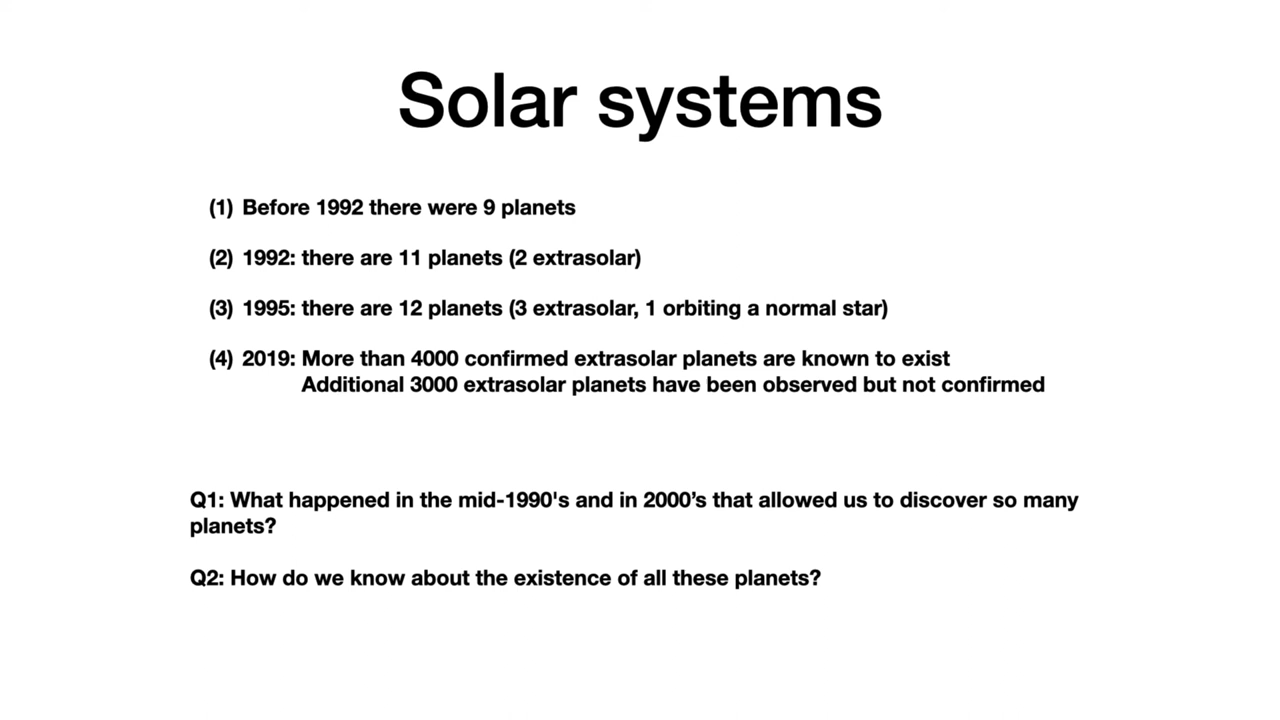 Solar systems
(1) Before 1992 there were 9 planets
(2) 1992: there are 11 planets (2 extrasolar)
(3) 1995: there are 12 planets (3 extrasolar, 1 orbiting a normal star)
(4) 2019: More than 4000 confirmed extrasolar planets are known to exist
Additional 3000 extrasolar planets have been observed but not confirmed
Q1: What happened in the mid-1990's and in 2000’s that allowed us to discover so many
planets?
Q2: How do we know about the existence of all these planets?